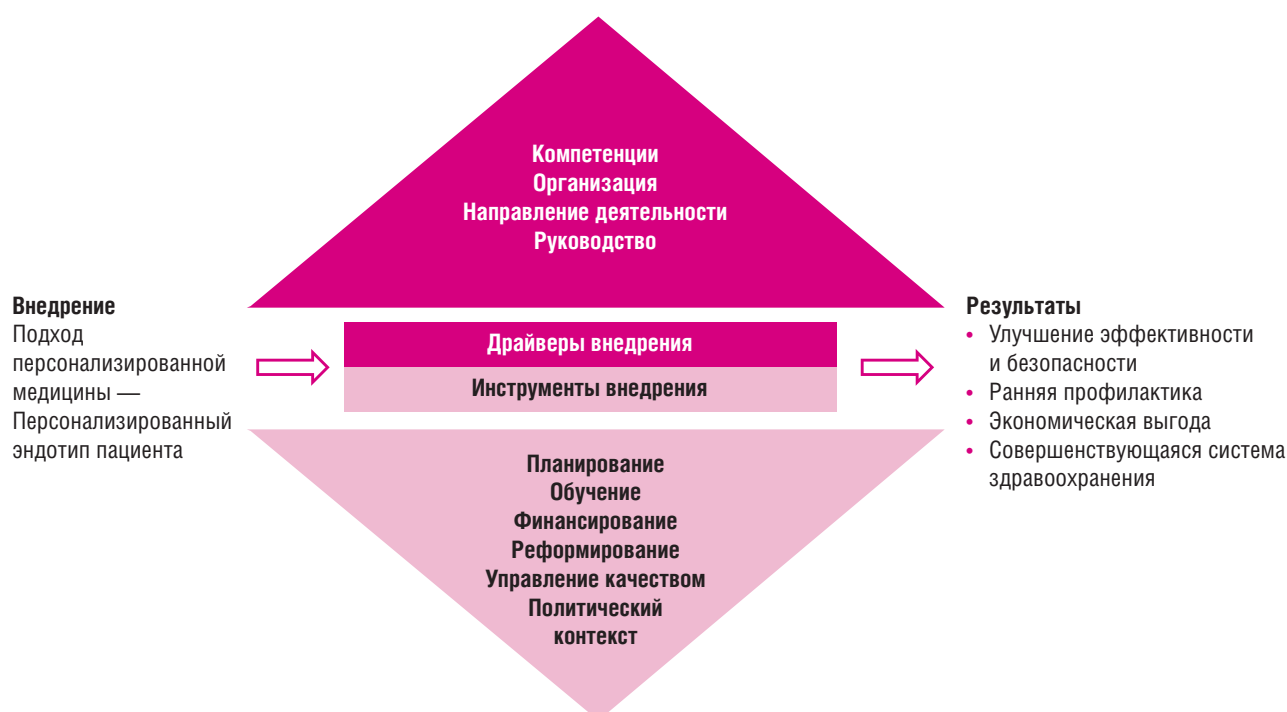 Компетенции
Организация
Направление деятельности
Руководство
Внедрение
Подход
персонализированной
медицины —
Персонализированный
эндотип пациента
Драйверы внедрения
Инструменты внедрения
Результаты
• Улучшение эффективности
и безопасности
• Ранняя профилактика
• Экономическая выгода
• Совершенствующаяся система
здравоохранения
Планирование
Обучение
Финансирование
Реформирование
Управление качеством
Политический
контекст